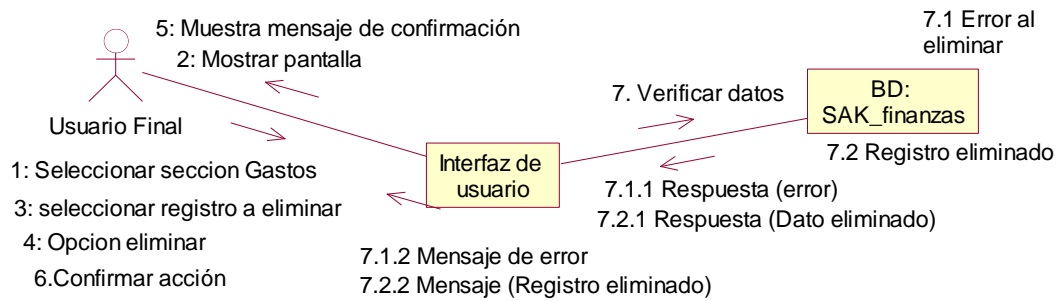 5: Muestra mensaje de confirmación
2: Mostrar pantalla
7.1 Error al
eliminar
Usuario Final
7. Verificar datos
BD:
SAK_finanzas
7.2 Registro eliminado
Interfaz de
usuario
1: Seleccionar seccion Gastos
3: seleccionar registro a eliminar
4: Opcion eliminar
6.Confirmar acción
7.1.1 Respuesta (error)
7.2.1 Respuesta (Dato eliminado)
7.1.2 Mensaje de error
7.2.2 Mensaje (Registro eliminado)